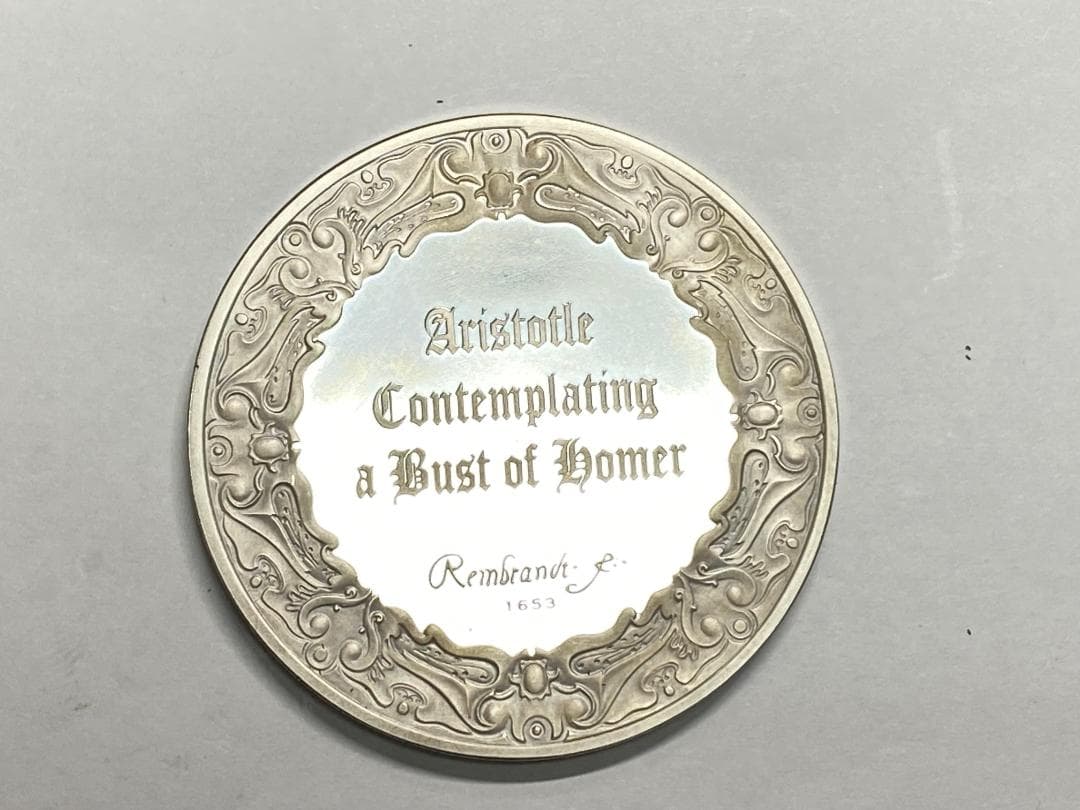 Aristotle
Contemplating
a Bust of Homer
Rembrandt. f..
1653